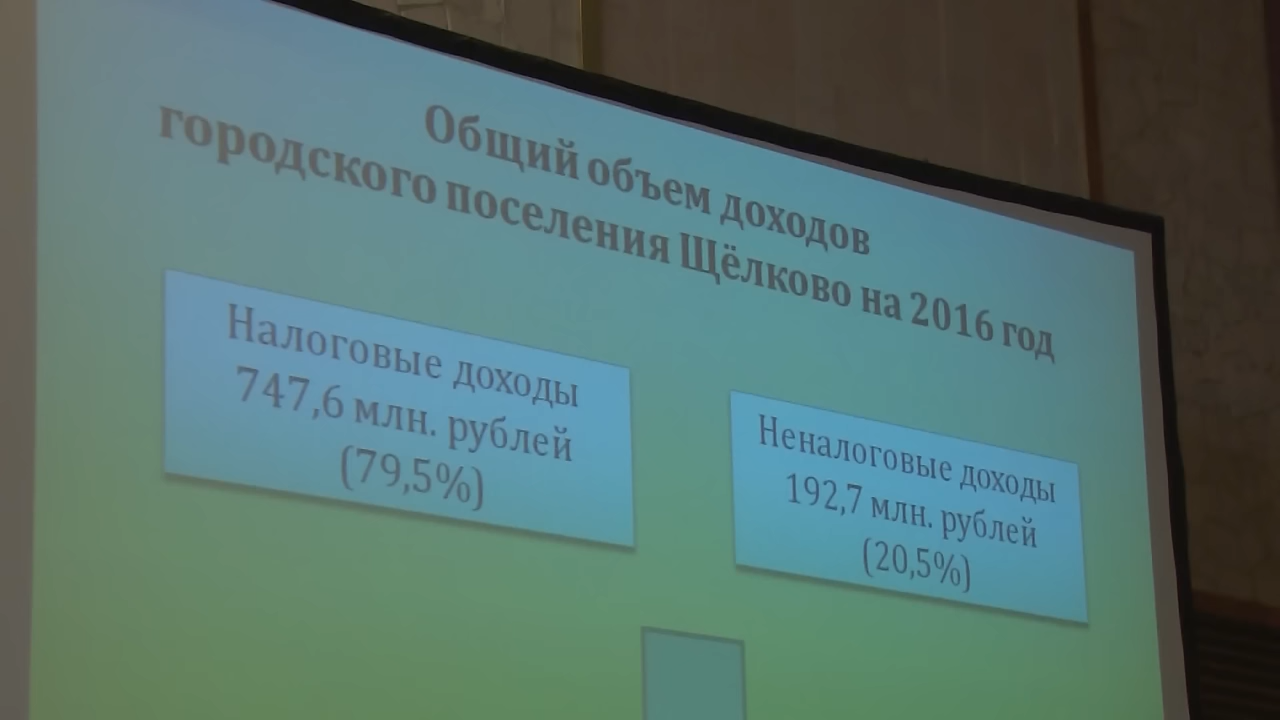 Общий объем доходов
городского поселения Щёлково на 2016 год
Налоговые доходы
747,6 млн. рублей
(79,5%)
Неналоговые доходы
192,7 млн. рублей
(20,5%)